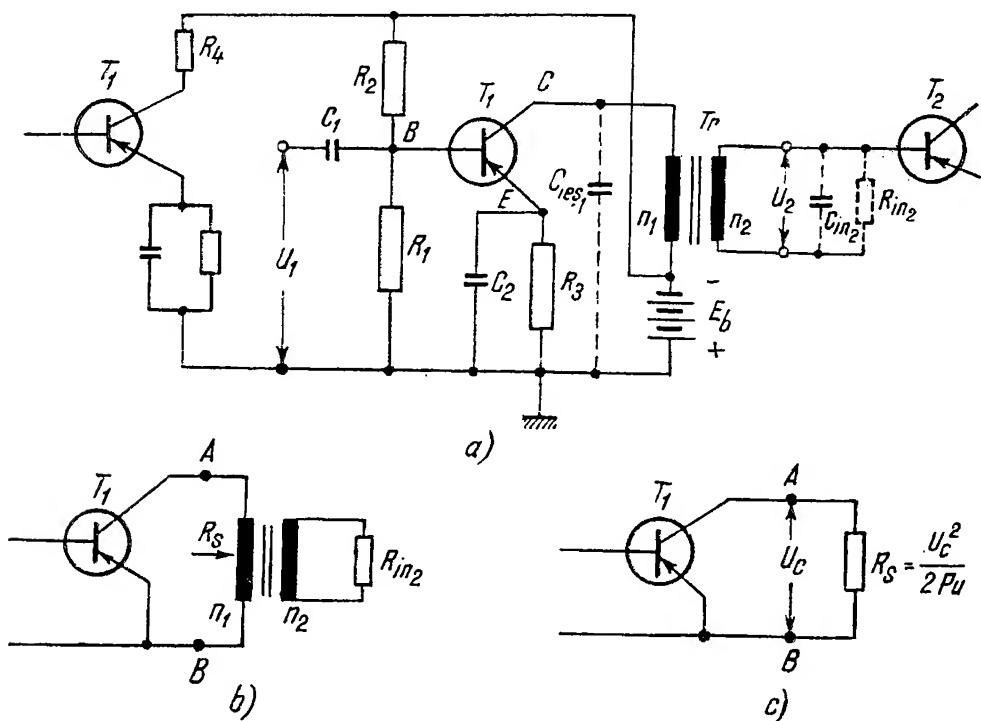 R4
T1
R2
C1
B
T1
C
E
U1
R1
C2
R3
Cies1
Tr
n1
n2
U2
Cin2
Rin2
T2
-
Eb
+
a)
T1
A
Rs
n1
n2
Rin2
B
b)
T1
A
Uc
Rs = Uc²/2Pu
B
c)